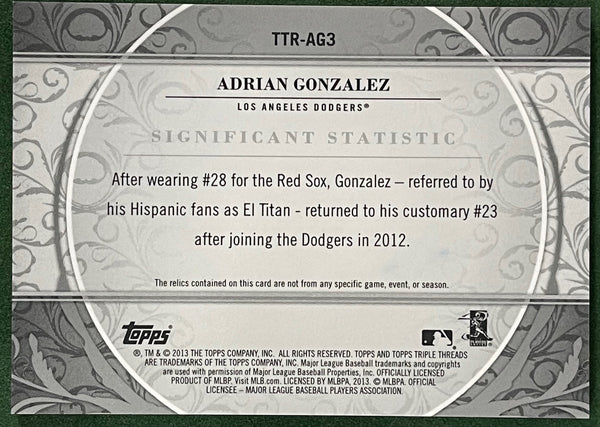 TTR-AG3
ADRIAN GONZALEZ
LOS ANGELES DODGERS®
SIGNIFICANT STATISTIC
After wearing #28 for the Red Sox, Gonzalez – referred to by
his Hispanic fans as El Titan - returned to his customary #23
after joining the Dodgers in 2012.
The relics contained on this card are not from any specific game, event, or season.
Topps
®, TM & © 2013 THE TOPPS COMPANY, INC. ALL RIGHTS RESERVED. TOPPS AND TOPPS TRIPLE THREADS
ARE TRADEMARKS OF THE TOPPS COMPANY, INC. Major League Baseball trademarks and copyrights
are used with permission of Major League Baseball Properties, Inc. OFFICIALLY LICENSED
PRODUCT OF MLBP. Visit MLB.com. LICENSED BY MLBPA, 2013. © MLBPA. OFFICIAL
LICENSEE – MAJOR LEAGUE BASEBALL PLAYERS ASSOCIATION.